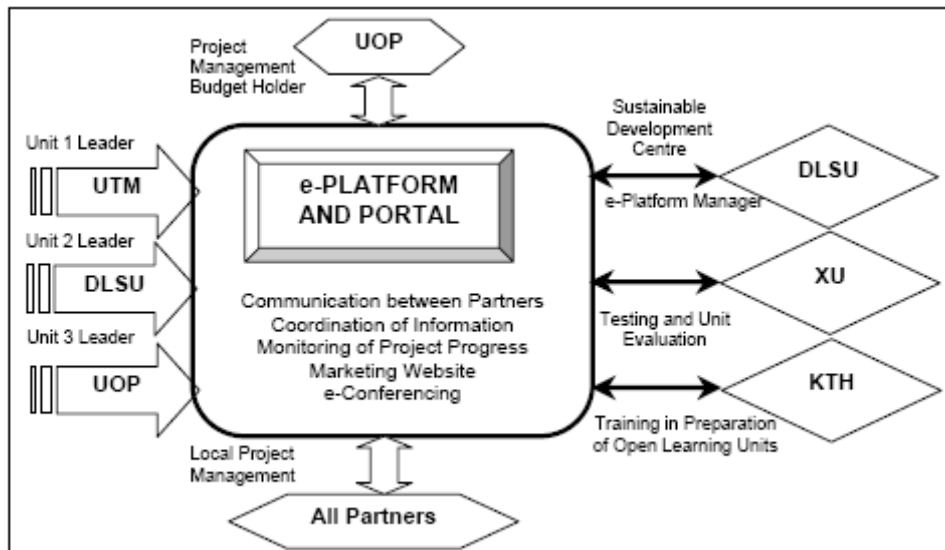 Project
Management
Budget Holder
UOP
Unit 1 Leader
UTM
Unit 2 Leader
DLSU
Unit 3 Leader
UOP
e-PLATFORM
AND PORTAL
Communication between Partners
Coordination of Information
Monitoring of Project Progress
Marketing Website
e-Conferencing
Sustainable
Development
Centre
e-Platform Manager
DLSU
XU
Testing and Unit
Evaluation
KTH
Training in Preparation
of Open Learning Units
Local Project
Management
All Partners